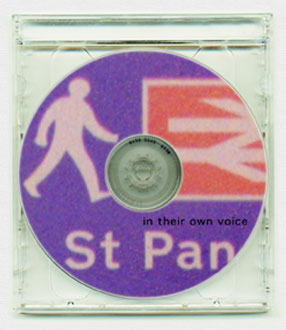 in their own voice
St Pan